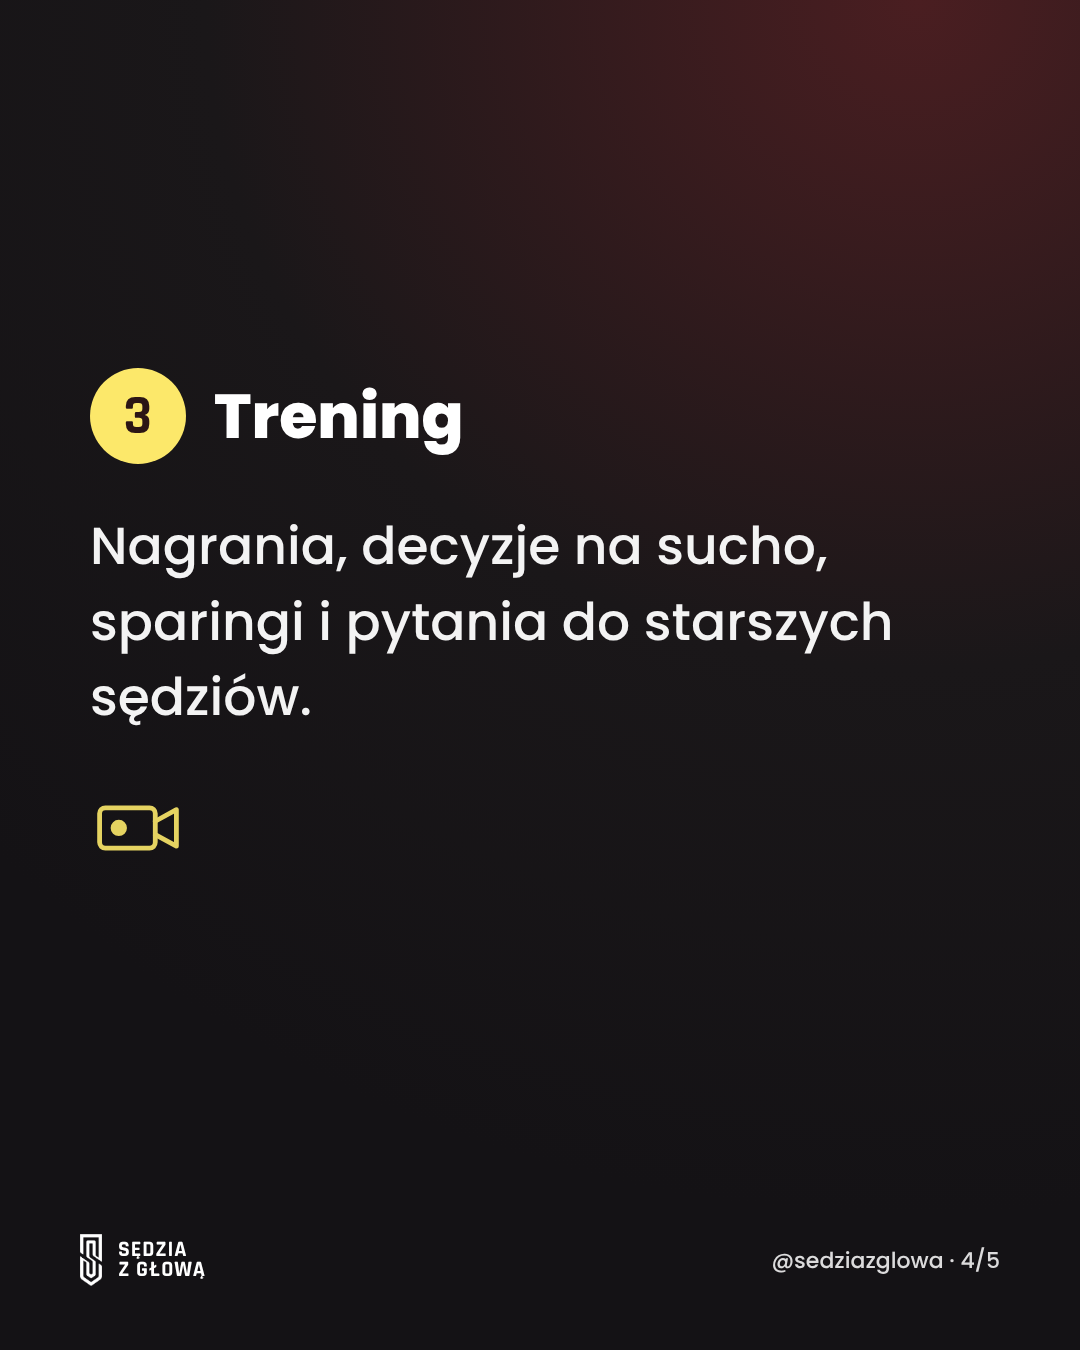 3 Trening
Nagrania, decyzje na sucho,
sparingi i pytania do starszych
sędziów.
SĘDZIA
Z GŁOWĄ
@sedziazglowa · 4/5